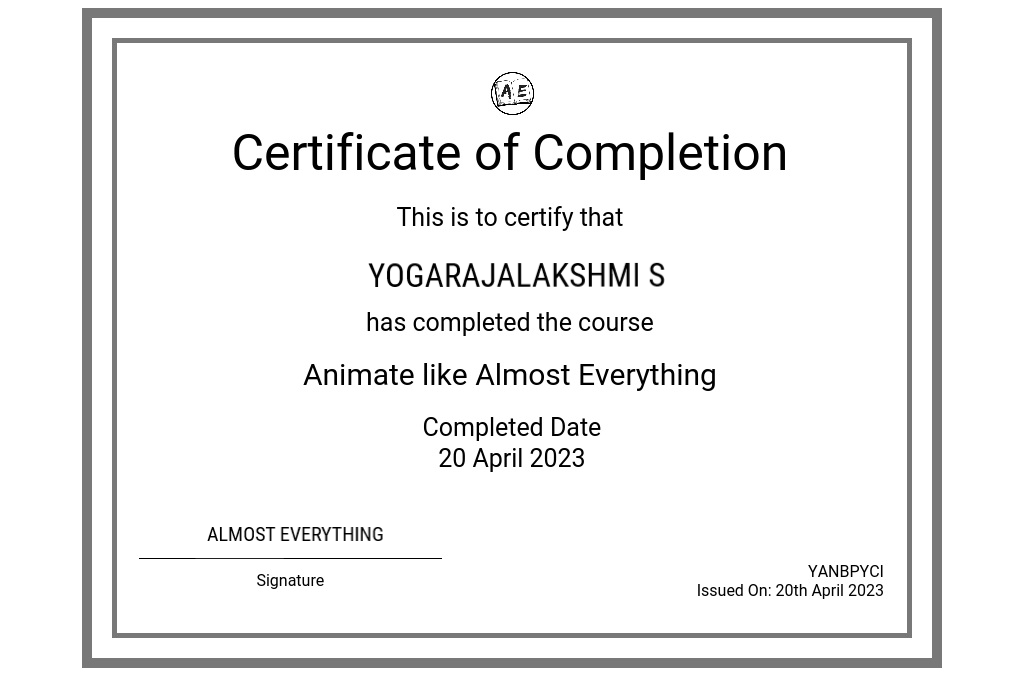 AE
Certificate of Completion
This is to certify that
YOGARAJALAKSHMI S
has completed the course
Animate like Almost Everything
Completed Date
20 April 2023
ALMOST EVERYTHING
Signature
YANBPYCI
Issued On: 20th April 2023